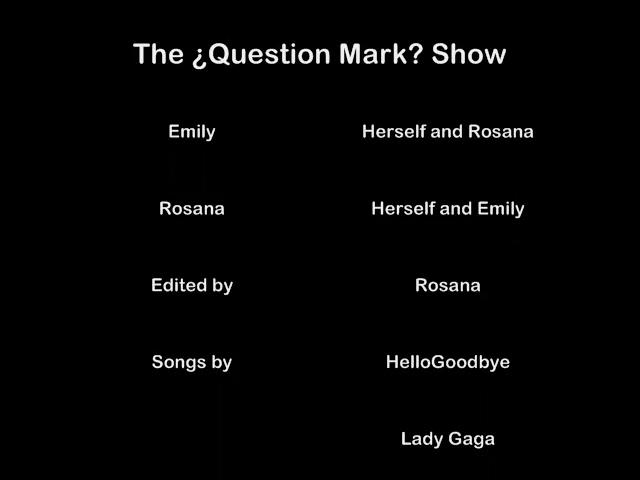 The ¿Question Mark? Show
Emily Herself and Rosana
Rosana Herself and Emily
Edited by Rosana
Songs by HelloGoodbye
Lady Gaga